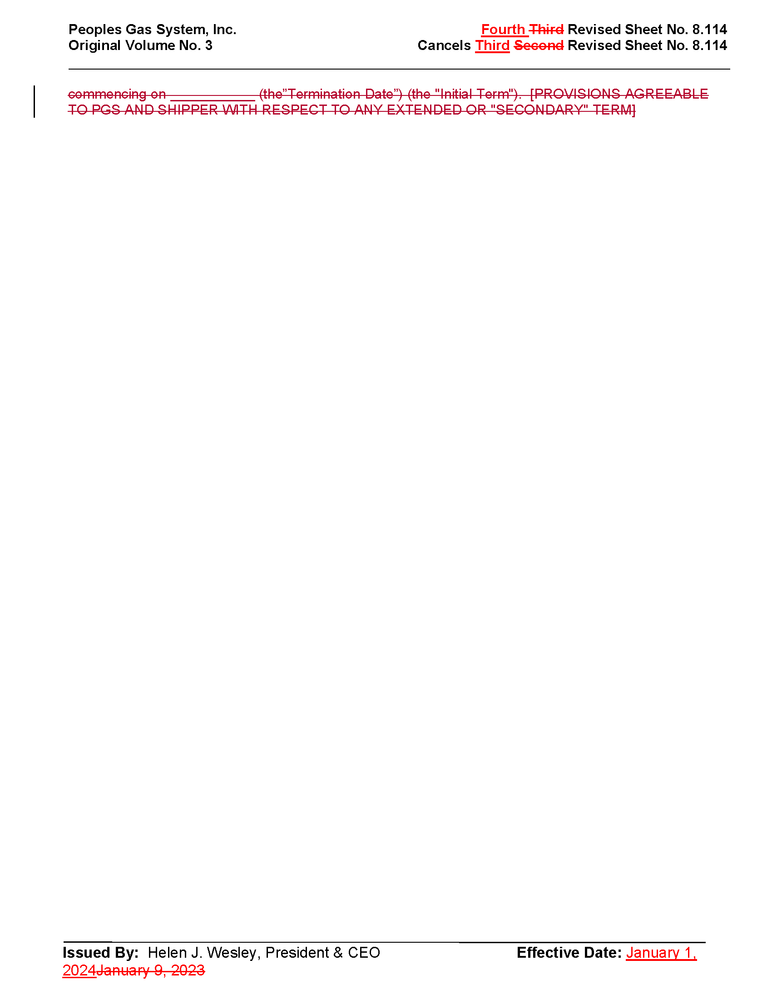 Peoples Gas System, Inc.
Original Volume No. 3
Fourth Third Revised Sheet No. 8.114
Cancels Third Second Revised Sheet No. 8.114
commencing on ___________ (the”Termination Date”) (the "Initial Term").  [PROVISIONS AGREEABLE
TO PGS AND SHIPPER WITH RESPECT TO ANY EXTENDED OR "SECONDARY" TERM]
Issued By:  Helen J. Wesley, President & CEO
Effective Date: January 1,
2024January 9, 2023